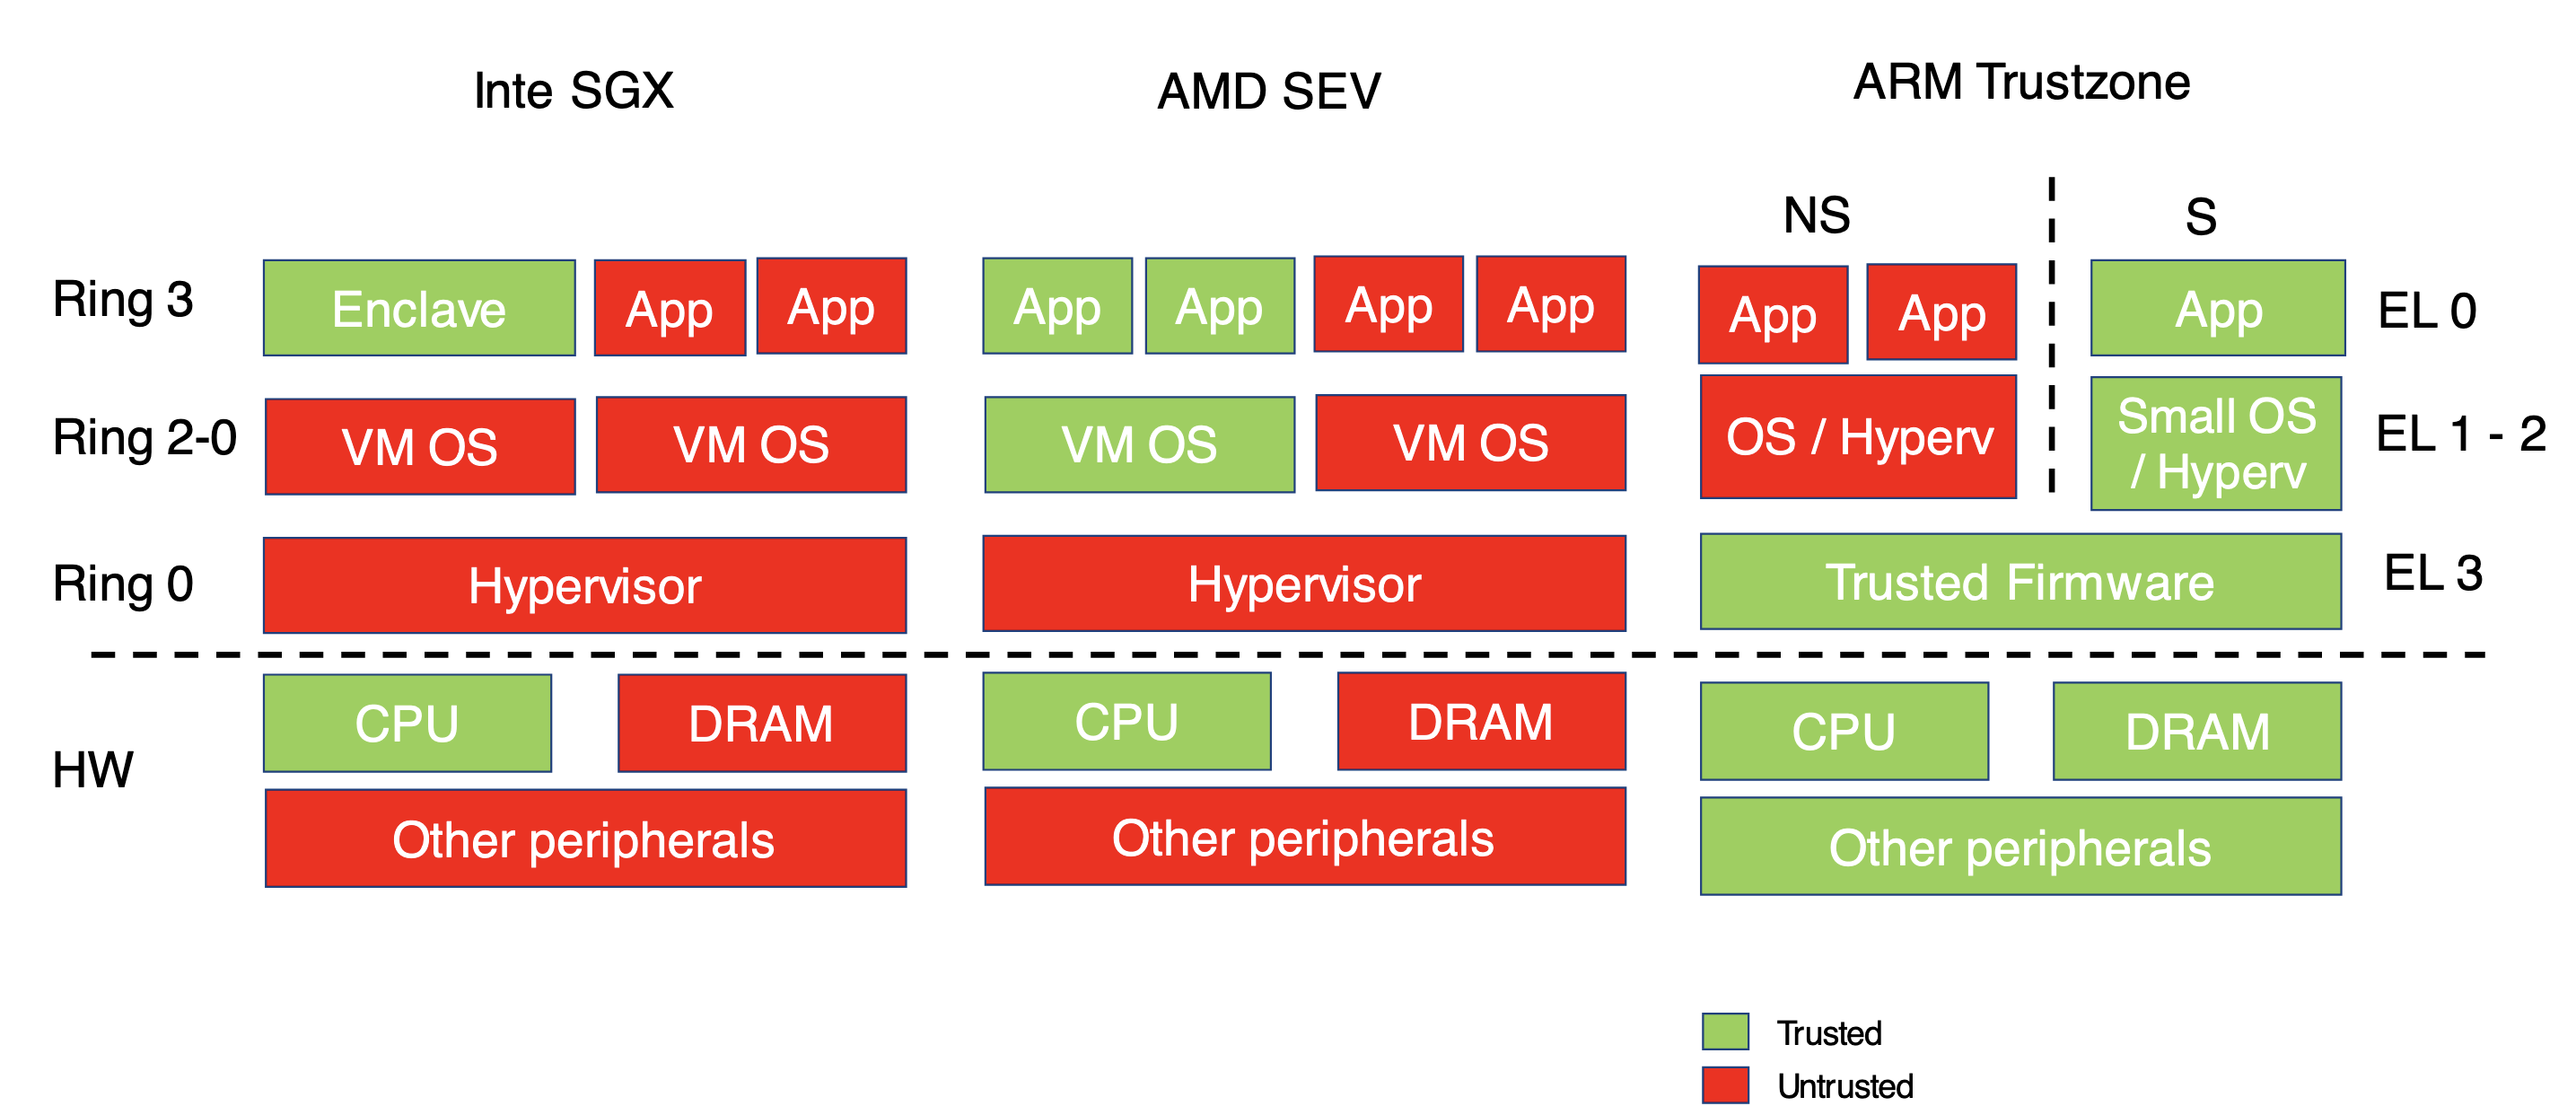 Inte SGX
AMD SEV
ARM Trustzone
NS
S
Ring 3
Enclave
App
App
App
App
App
App
App
App
App
EL 0
Ring 2-0
VM OS
VM OS
VM OS
VM OS
OS / Hyperv
Small OS
/ Hyperv
EL 1 - 2
Ring 0
Hypervisor
Hypervisor
Trusted Firmware
EL 3
HW
CPU
DRAM
CPU
DRAM
CPU
DRAM
Other peripherals
Other peripherals
Other peripherals
Trusted
Untrusted